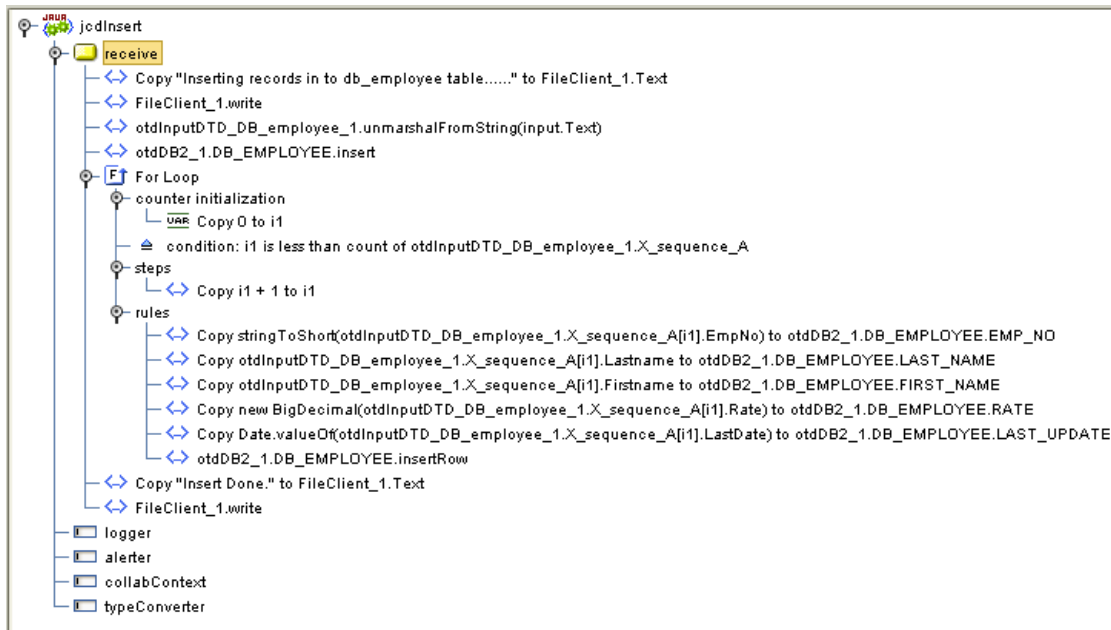 JAVA jcdInsert
receive
Copy "Inserting records in to db_employee table......" to FileClient_1.Text
FileClient_1.write
otdInputDTD_DB_employee_1.unmarshalFromString(input.Text)
otdDB2_1.DB_EMPLOYEE.insert
F For Loop
counter initialization
VAR Copy 0 to i1
condition: i1 is less than count of otdInputDTD_DB_employee_1.X_sequence_A
steps
Copy i1 + 1 to i1
rules
Copy stringToShort(otdInputDTD_DB_employee_1.X_sequence_A[i1].EmpNo) to otdDB2_1.DB_EMPLOYEE.EMP_NO
Copy otdInputDTD_DB_employee_1.X_sequence_A[i1].Lastname to otdDB2_1.DB_EMPLOYEE.LAST_NAME
Copy otdInputDTD_DB_employee_1.X_sequence_A[i1].Firstname to otdDB2_1.DB_EMPLOYEE.FIRST_NAME
Copy new BigDecimal(otdInputDTD_DB_employee_1.X_sequence_A[i1].Rate) to otdDB2_1.DB_EMPLOYEE.RATE
Copy Date.valueOf(otdInputDTD_DB_employee_1.X_sequence_A[i1].LastDate) to otdDB2_1.DB_EMPLOYEE.LAST_UPDATE
otdDB2_1.DB_EMPLOYEE.insertRow
Copy "Insert Done." to FileClient_1.Text
FileClient_1.write
logger
alerter
collabContext
typeConverter